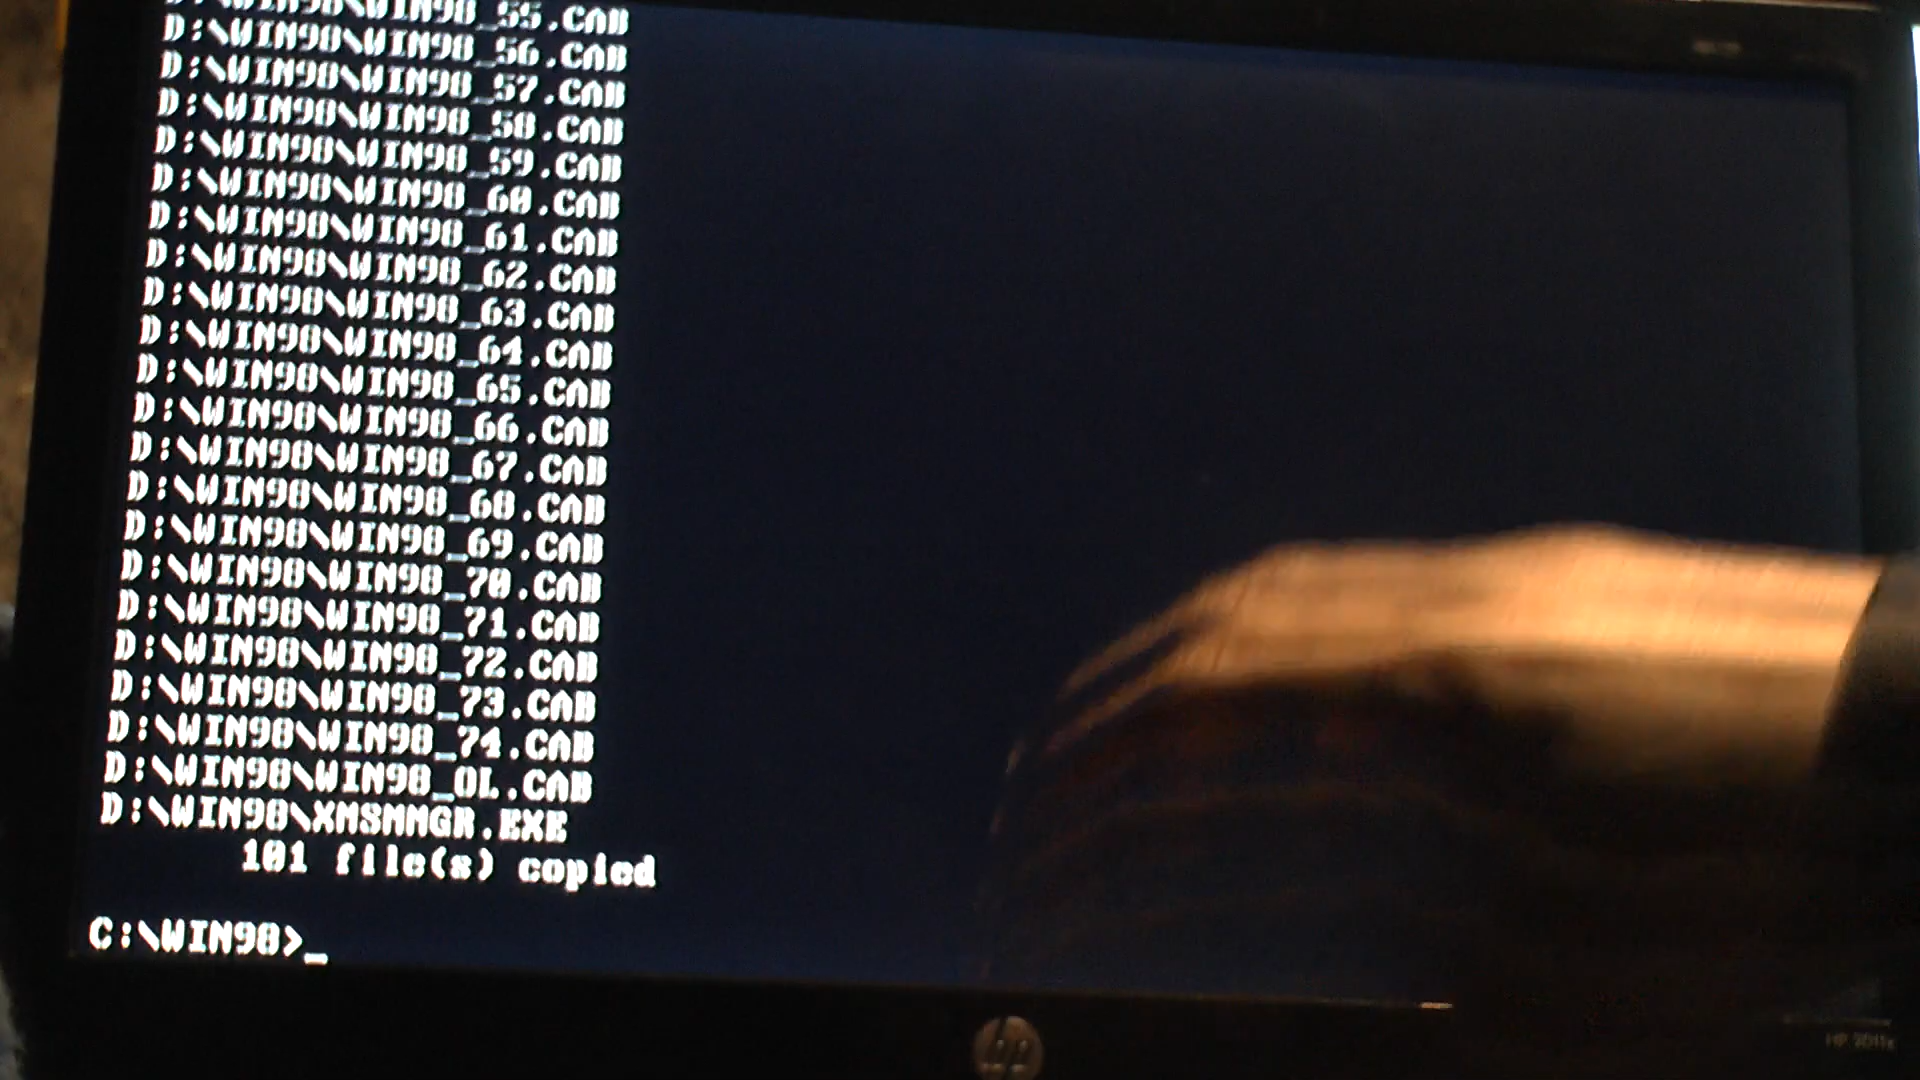 D:\WIN98\WIN98_55.CAB
D:\WIN98\WIN98_56.CAB
D:\WIN98\WIN98_57.CAB
D:\WIN98\WIN98_58.CAB
D:\WIN98\WIN98_59.CAB
D:\WIN98\WIN98_60.CAB
D:\WIN98\WIN98_61.CAB
D:\WIN98\WIN98_62.CAB
D:\WIN98\WIN98_63.CAB
D:\WIN98\WIN98_64.CAB
D:\WIN98\WIN98_65.CAB
D:\WIN98\WIN98_66.CAB
D:\WIN98\WIN98_67.CAB
D:\WIN98\WIN98_68.CAB
D:\WIN98\WIN98_69.CAB
D:\WIN98\WIN98_70.CAB
D:\WIN98\WIN98_71.CAB
D:\WIN98\WIN98_72.CAB
D:\WIN98\WIN98_73.CAB
D:\WIN98\WIN98_74.CAB
D:\WIN98\WIN98_OL.CAB
D:\WIN98\XMSMMGR.EXE
101 file(s) copied
C:\WIN98>_
hp
HP 2011x